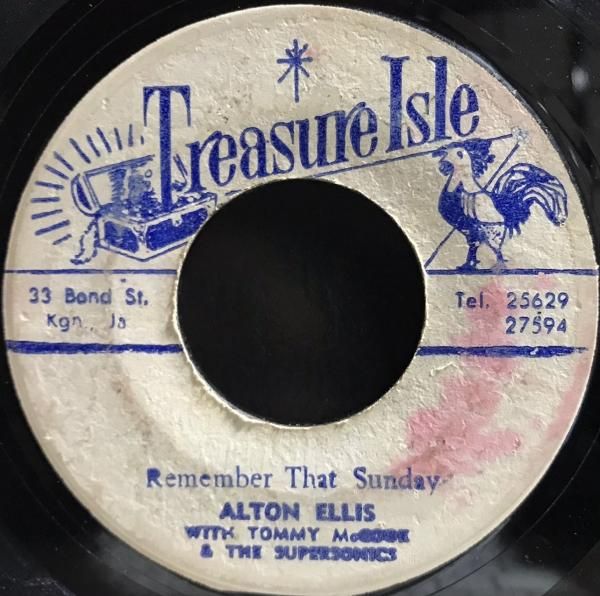 Treasure Isle
33 Bond St.
Kgn., Ja
Tel. 25629
27594
Remember That Sunday
ALTON ELLIS
WITH TOMMY McCOOK
& THE SUPERSONICS